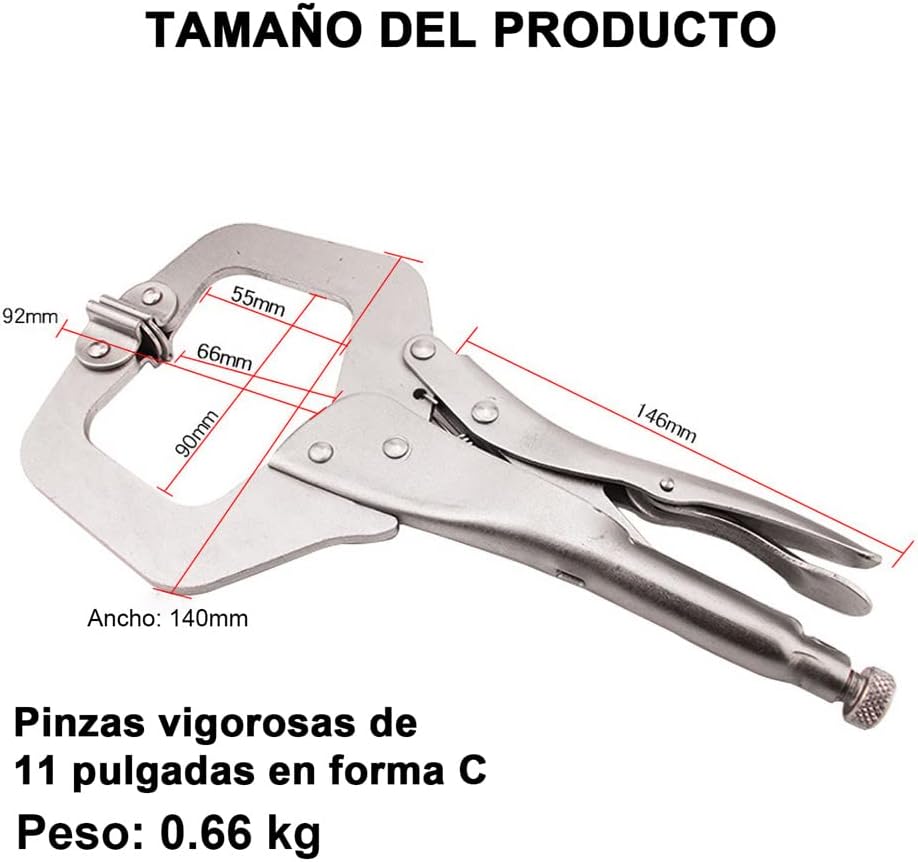 TAMAÑO DEL PRODUCTO
55mm
92mm
66mm
90mm
146mm
Ancho: 140mm
Pinzas vigorosas de
11 pulgadas en forma C
Peso: 0.66 kg